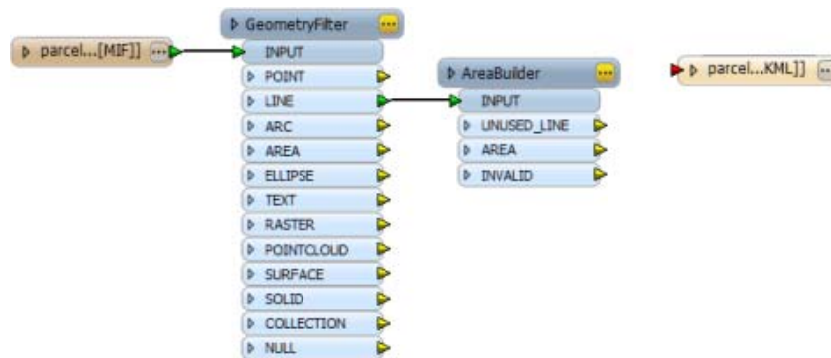 parcel...[MIF]]
GeometryFilter
INPUT
POINT
LINE
ARC
AREA
ELLIPSE
TEXT
RASTER
POINTCLOUD
SURFACE
SOLID
COLLECTION
NULL
AreaBuilder
INPUT
UNUSED_LINE
AREA
INVALID
parcel...KML]]